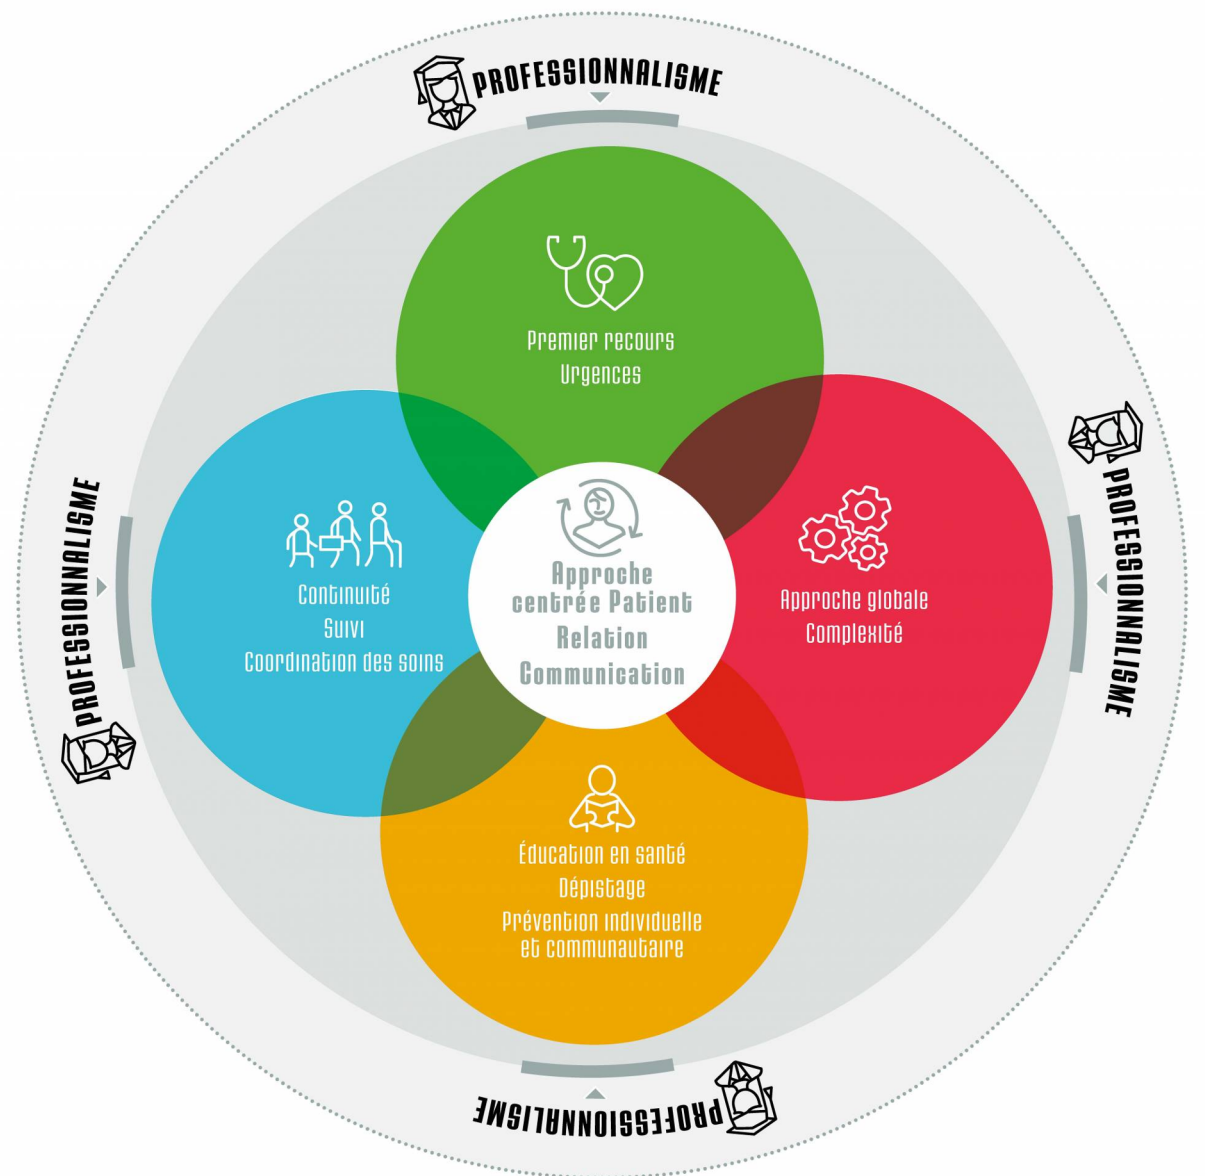 PROFESSIONNALISME
Premier recours
Urgences
Continuité
Suivi
Coordination des soins
Approche
centrée Patient
Relation
Communication
Approche globale
Complexité
Éducation en santé
Dépistage
Prévention individuelle
et communautaire
PROFESSIONNALISME
PROFESSIONNALISME
PROFESSIONNALISME